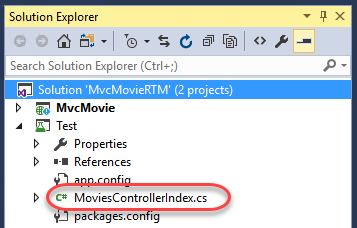 Solution Explorer
Search Solution Explorer (Ctrl+;)
Solution 'MvcMovieRTM' (2 projects)
MvcMovie
Test
Properties
References
app.config
C# MoviesControllerIndex.cs
packages.config